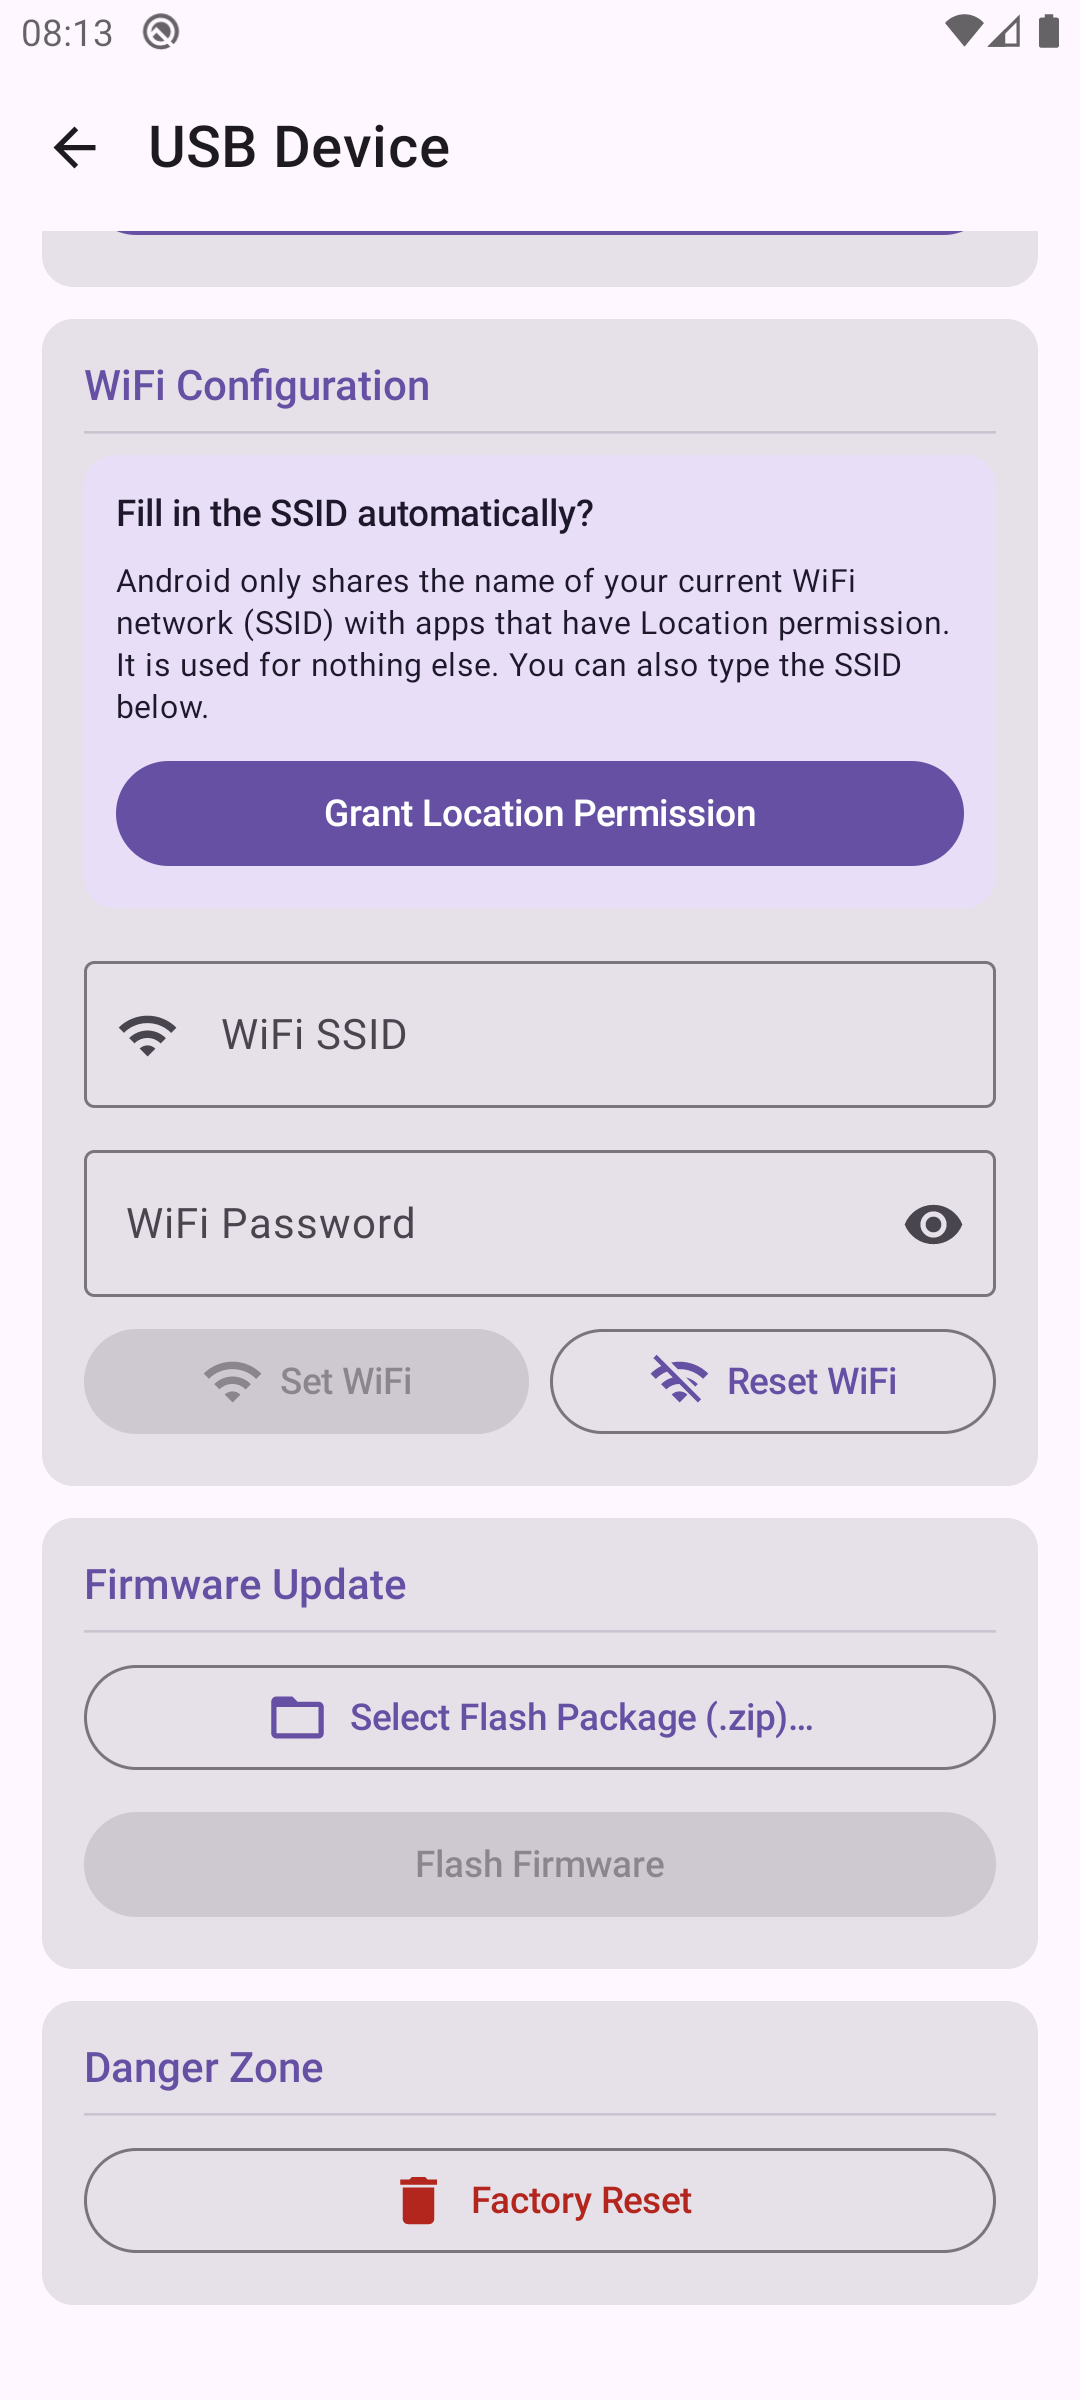 08:13
USB Device
WiFi Configuration
Fill in the SSID automatically?
Android only shares the name of your current WiFi
network (SSID) with apps that have Location permission.
It is used for nothing else. You can also type the SSID
below.
Grant Location Permission
WiFi SSID
WiFi Password
Set WiFi
Reset WiFi
Firmware Update
Select Flash Package (.zip)…
Flash Firmware
Danger Zone
Factory Reset